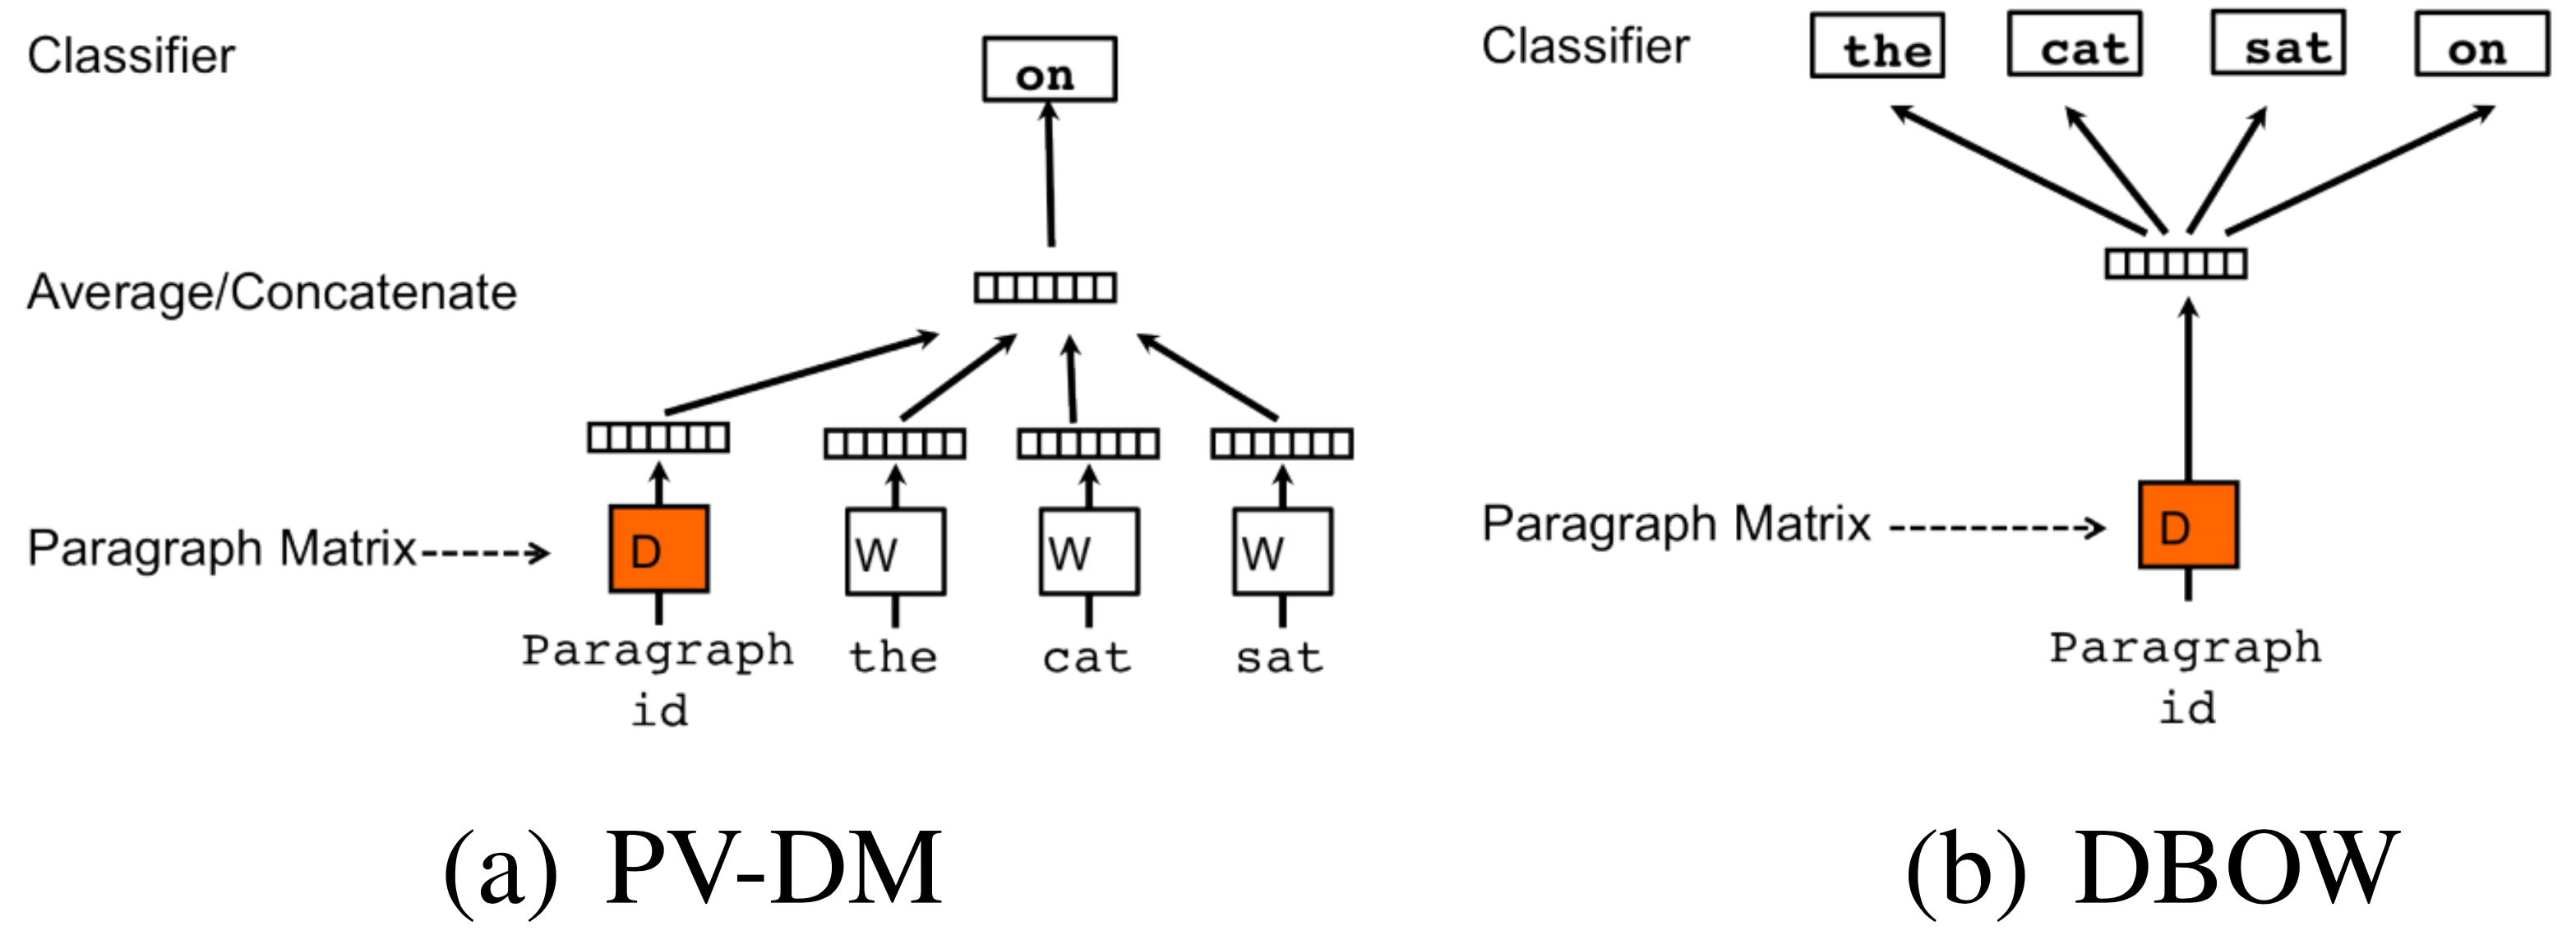 Classifier
on
Average/Concatenate
Paragraph Matrix
D
W
W
W
Paragraph
id
the
cat
sat
(a) PV-DM
Classifier
the
cat
sat
on
Paragraph Matrix
D
Paragraph
id
(b) DBOW